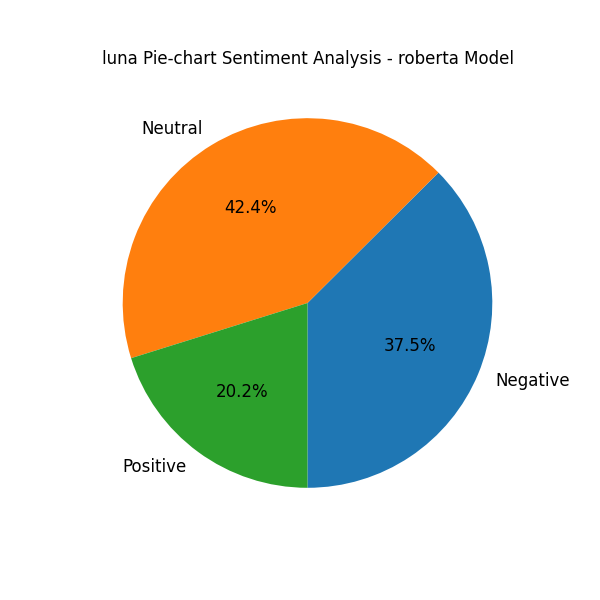 luna Pie-chart Sentiment Analysis - roberta Model
Neutral
42.4%
37.5%
Negative
20.2%
Positive